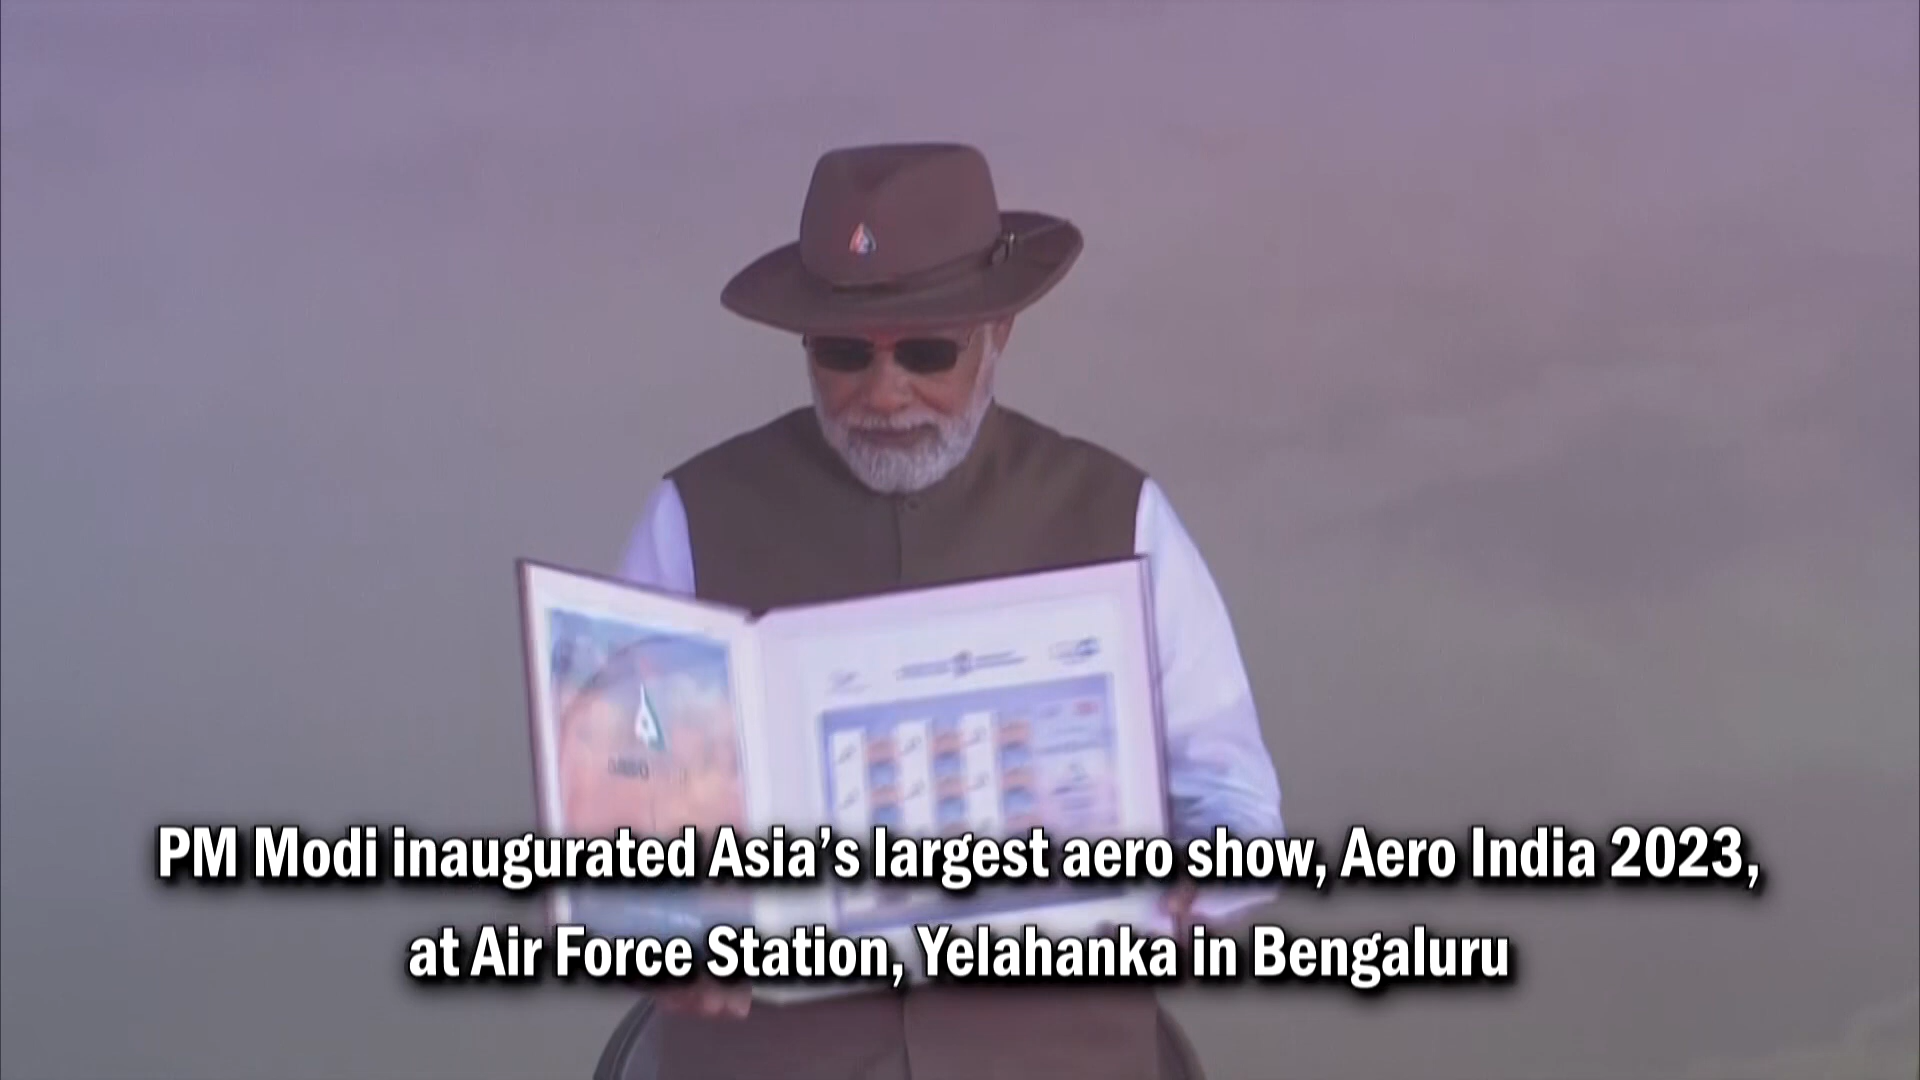 PM Modi inaugurated Asia’s largest aero show, Aero India 2023,
at Air Force Station, Yelahanka in Bengaluru